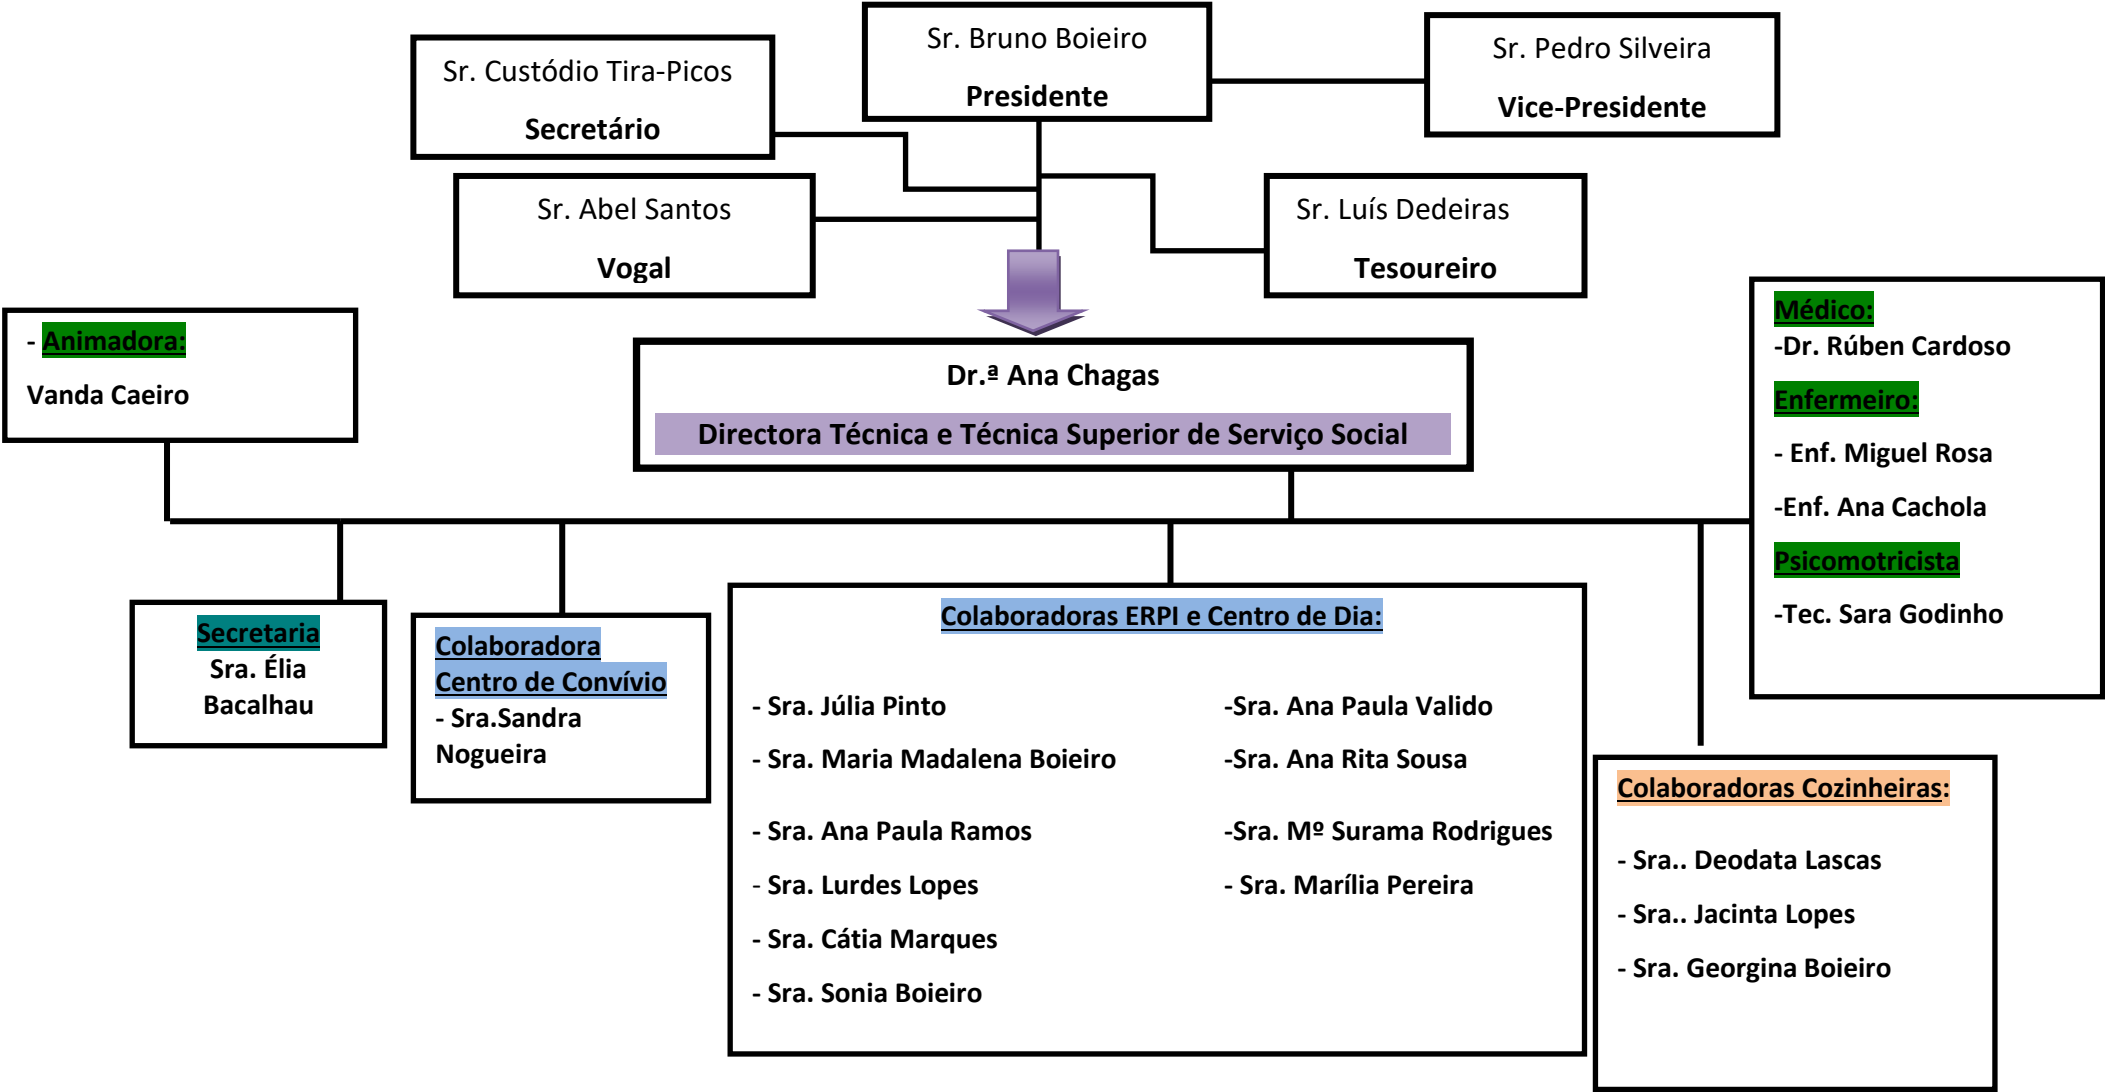 Sr. Custódio Tira-Picos
Secretário
Sr. Bruno Boieiro
Presidente
Sr. Pedro Silveira
Vice-Presidente
Sr. Abel Santos
Vogal
Sr. Luís Dedeiras
Tesoureiro
- Animadora:
Vanda Caeiro
Dr.ª Ana Chagas
Directora Técnica e Técnica Superior de Serviço Social
Médico:
-Dr. Rúben Cardoso
Enfermeiro:
- Enf. Miguel Rosa
-Enf. Ana Cachola
Psicomotricista
-Tec. Sara Godinho
Secretaria
Sra. Élia
Bacalhau
Colaboradora
Centro de Convívio
- Sra.Sandra
Nogueira
Colaboradoras ERPI e Centro de Dia:
- Sra. Júlia Pinto
- Sra. Maria Madalena Boieiro
- Sra. Ana Paula Ramos
- Sra. Lurdes Lopes
- Sra. Cátia Marques
- Sra. Sonia Boieiro
-Sra. Ana Paula Valido
-Sra. Ana Rita Sousa
-Sra. Mº Surama Rodrigues
- Sra. Marília Pereira
Colaboradoras Cozinheiras:
- Sra.. Deodata Lascas
- Sra.. Jacinta Lopes
- Sra. Georgina Boieiro